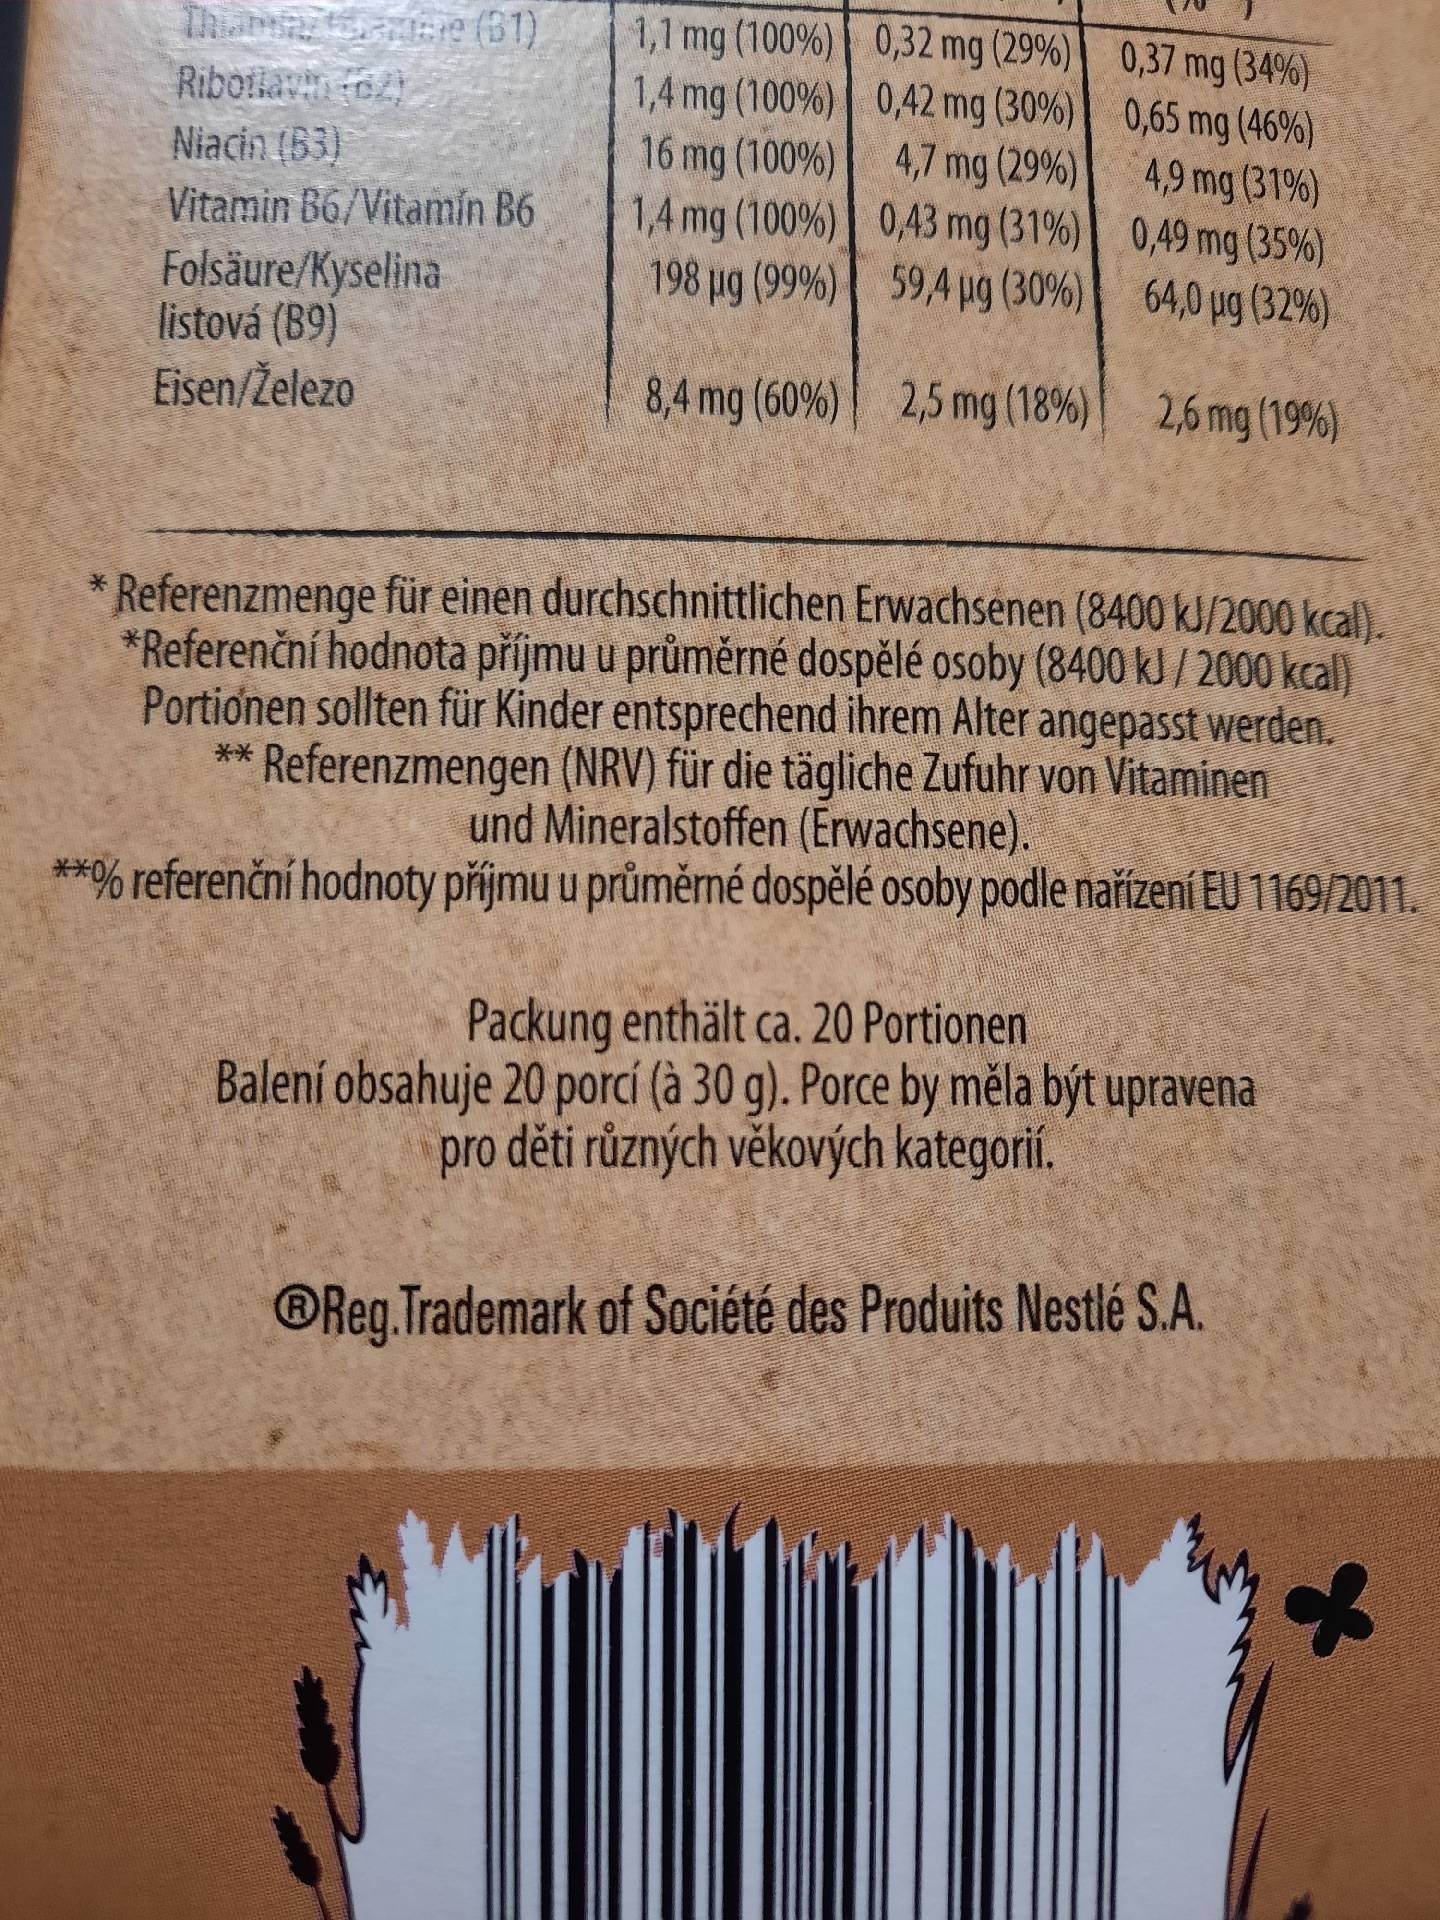 (B1) 1,1 mg (100%) 0,32 mg (29%) 0,37 mg (34%)
Riboflavin (B2) 1,4 mg (100%) 0,42 mg (30%) 0,65 mg (46%)
Niacin (B3) 16 mg (100%) 4,7 mg (29%) 4,9 mg (31%)
Vitamin B6/Vitamín B6 1,4 mg (100%) 0,43 mg (31%) 0,49 mg (35%)
Folsäure/Kyselina 198 µg (99%) 59,4 µg (30%) 64,0 µg (32%)
listová (B9)
Eisen/Železo 8,4 mg (60%) 2,5 mg (18%) 2,6 mg (19%)
* Referenzmenge für einen durchschnittlichen Erwachsenen (8400 kJ/2000 kcal).
*Referenční hodnota příjmu u průměrné dospělé osoby (8400 kJ / 2000 kcal)
Portionen sollten für Kinder entsprechend ihrem Alter angepasst werden.
** Referenzmengen (NRV) für die tägliche Zufuhr von Vitaminen
und Mineralstoffen (Erwachsene).
**% referenční hodnoty příjmu u průměrné dospělé osoby podle nařízení EU 1169/2011.
Packung enthält ca. 20 Portionen
Balení obsahuje 20 porcí (à 30 g). Porce by měla být upravena
pro děti různých věkových kategorií.
®Reg.Trademark of Société des Produits Nestlé S.A.